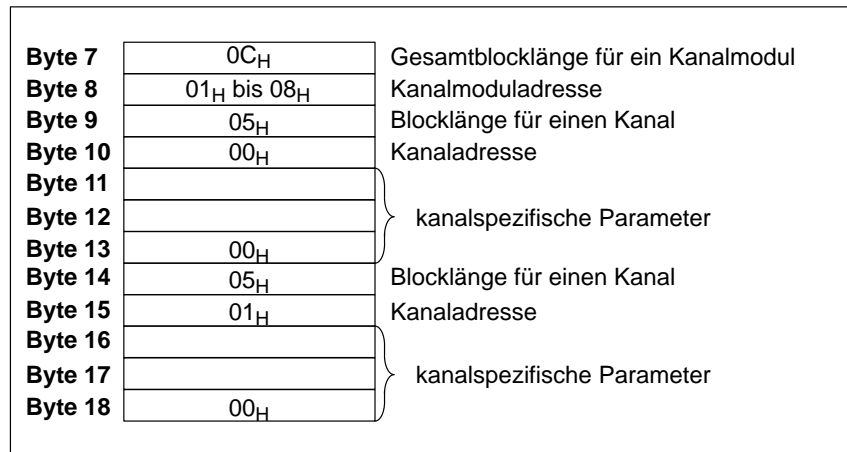 Byte 7 0CH Gesamtblocklänge für ein Kanalmodul
Byte 8 01H bis 08H Kanalmoduladresse
Byte 9 05H Blocklänge für einen Kanal
Byte 10 00H Kanaladresse
Byte 11
Byte 12 kanalspezifische Parameter
Byte 13 00H
Byte 14 05H Blocklänge für einen Kanal
Byte 15 01H Kanaladresse
Byte 16
Byte 17 kanalspezifische Parameter
Byte 18 00H